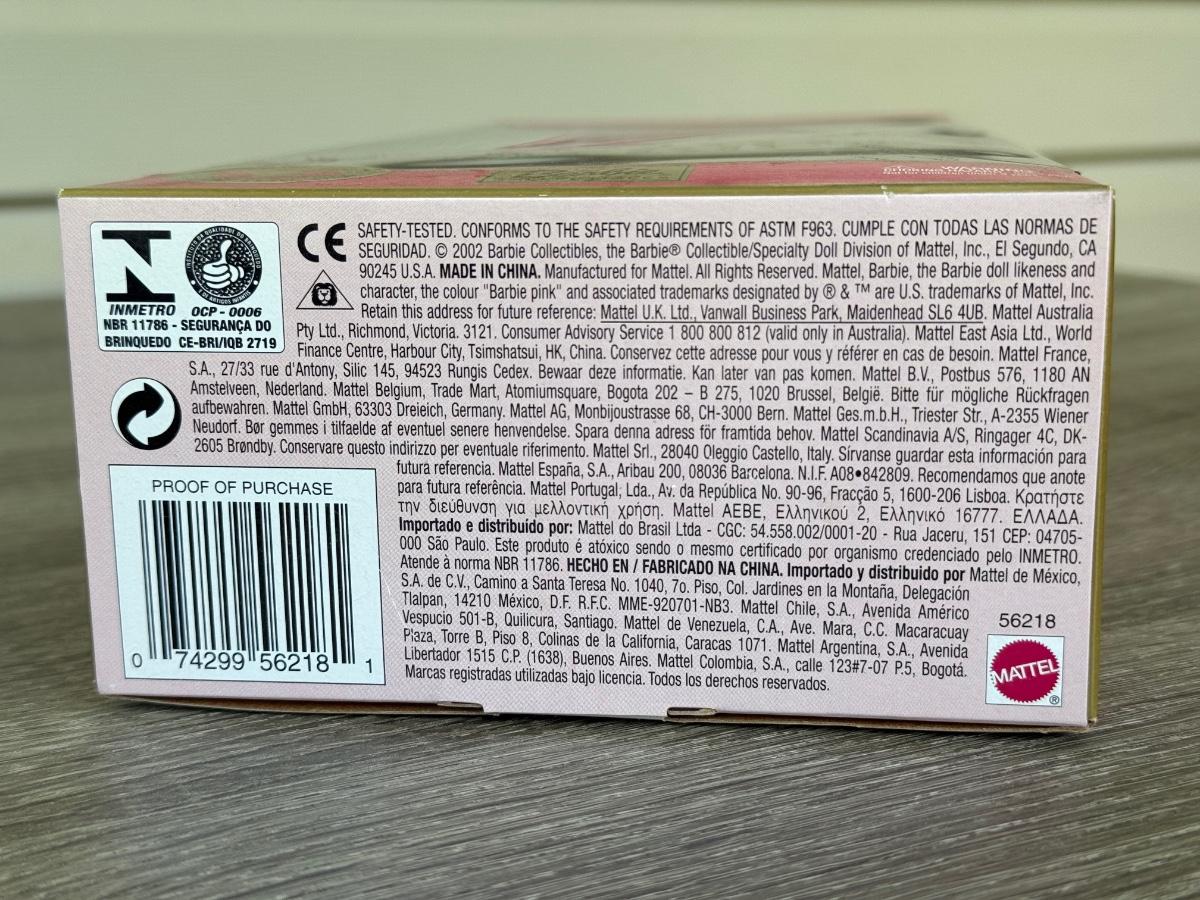 INMETRO
OCP - 0006
NBR 11786 - SEGURANÇA DO
BRINQUEDO CE-BRI/IQB 2719
CE
SAFETY-TESTED. CONFORMS TO THE SAFETY REQUIREMENTS OF ASTM F963. CUMPLE CON TODAS LAS NORMAS DE
SEGURIDAD. © 2002 Barbie Collectibles, the Barbie® Collectible/Specialty Doll Division of Mattel, Inc., El Segundo, CA
90245 U.S.A. MADE IN CHINA. Manufactured for Mattel. All Rights Reserved. Mattel, Barbie, the Barbie doll likeness and
character, the colour "Barbie pink" and associated trademarks designated by ® & ™ are U.S. trademarks of Mattel, Inc.
Retain this address for future reference: Mattel U.K. Ltd., Vanwall Business Park, Maidenhead SL6 4UB. Mattel Australia
Pty Ltd., Richmond, Victoria. 3121. Consumer Advisory Service 1 800 800 812 (valid only in Australia). Mattel East Asia Ltd., World
Finance Centre, Harbour City, Tsimshatsui, HK, China. Conservez cette adresse pour vous y référer en cas de besoin. Mattel France,
S.A., 27/33 rue d'Antony, Silic 145, 94523 Rungis Cedex. Bewaar deze informatie. Kan later van pas komen. Mattel B.V., Postbus 576, 1180 AN
Amstelveen, Nederland. Mattel Belgium, Trade Mart, Atomiumsquare, Bogota 202 – B 275, 1020 Brussel, België. Bitte für mögliche Rückfragen
aufbewahren. Mattel GmbH, 63303 Dreieich, Germany. Mattel AG, Monbijoustrasse 68, CH-3000 Bern. Mattel Ges.m.b.H., Triester Str., A-2355 Wiener
Neudorf. Bør gemmes i tilfaelde af eventuel senere henvendelse. Spara denna adress för framtida behov. Mattel Scandinavia A/S, Ringager 4C, DK-
2605 Brøndby. Conservare questo indirizzo per eventuale riferimento. Mattel Srl., 28040 Oleggio Castello, Italy. Sírvanse guardar esta información para
futura referencia. Mattel España, S.A., Aribau 200, 08036 Barcelona. N.I.F. A08•842809. Recomendamos que anote
para futura referência. Mattel Portugal, Lda., Av. da República No. 90-96, Fracção 5, 1600-206 Lisboa. Κρατήστε
την διεύθυνση για μελλοντική χρήση. Mattel AEBE, Ελληνικού 2, Ελληνικό 16777. ΕΛΛΑΔΑ.
Importado e distribuido por: Mattel do Brasil Ltda - CGC: 54.558.002/0001-20 - Rua Jaceru, 151 CEP: 04705-
000 São Paulo. Este produto é atóxico sendo o mesmo certificado por organismo credenciado pelo INMETRO.
Atende à norma NBR 11786. HECHO EN / FABRICADO NA CHINA. Importado y distribuido por Mattel de México,
S.A. de C.V., Camino a Santa Teresa No. 1040, 7o. Piso, Col. Jardines en la Montaña, Delegación
Tlalpan, 14210 México, D.F. R.F.C. MME-920701-NB3. Mattel Chile, S.A., Avenida Américo
Vespucio 501-B, Quilicura, Santiago. Mattel de Venezuela, C.A., Ave. Mara, C.C. Macaracuay
Plaza, Torre B, Piso 8, Colinas de la California, Caracas 1071. Mattel Argentina, S.A., Avenida
Libertador 1515 C.P. (1638), Buenos Aires. Mattel Colombia, S.A., calle 123#7-07 P.5, Bogotá.
Marcas registradas utilizadas bajo licencia. Todos los derechos reservados.
PROOF OF PURCHASE
0 74299 56218 1
56218
MATTEL
®